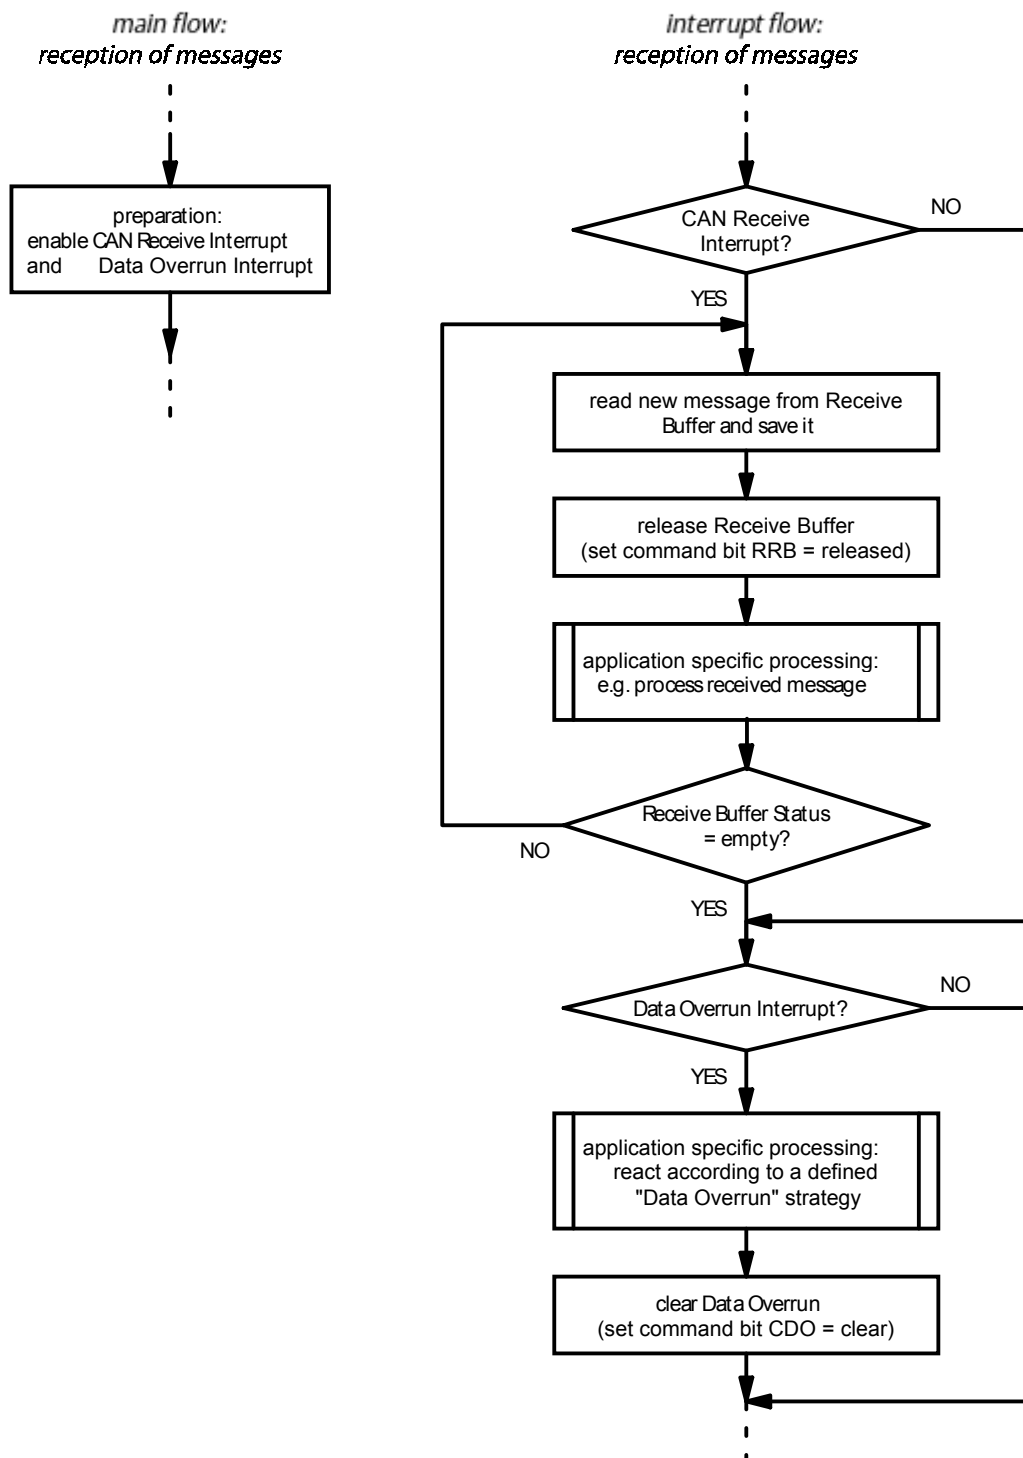 main flow:
reception of messages
preparation:
enable CAN Receive Interrupt
and Data Overrun Interrupt
interrupt flow:
reception of messages
CAN Receive
Interrupt?
NO
YES
read new message from Receive
Buffer and save it
release Receive Buffer
(set command bit RRB = released)
application specific processing:
e.g. process received message
Receive Buffer Status
= empty?
NO
YES
Data Overrun Interrupt?
NO
YES
application specific processing:
react according to a defined
"Data Overrun" strategy
clear Data Overrun
(set command bit CDO = clear)